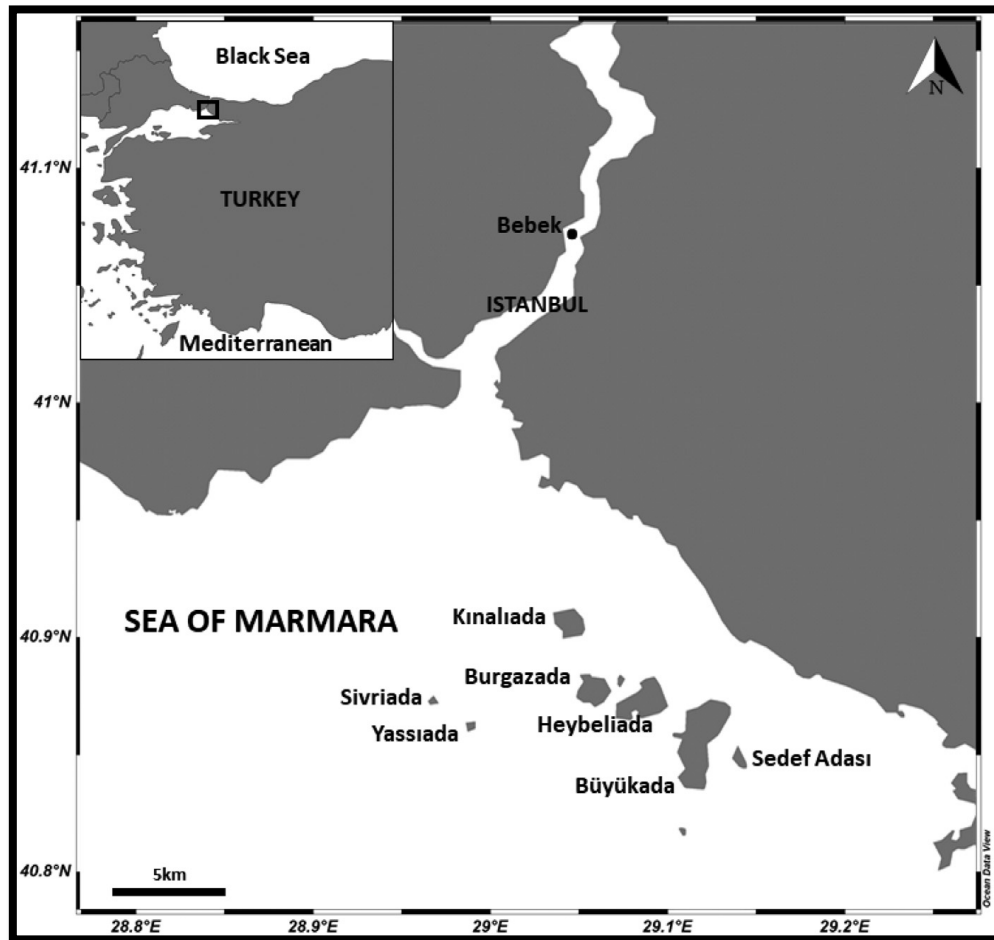 Black Sea
N
TURKEY
Mediterranean
41.1°N
Bebek
ISTANBUL
41°N
SEA OF MARMARA
Kınalıada
40.9°N
Burgazada
Sivriada
Heybeliada
Yassıada
Sedef Adası
Büyükada
40.8°N
5km
Ocean Data View
28.8°E
28.9°E
29°E
29.1°E
29.2°E